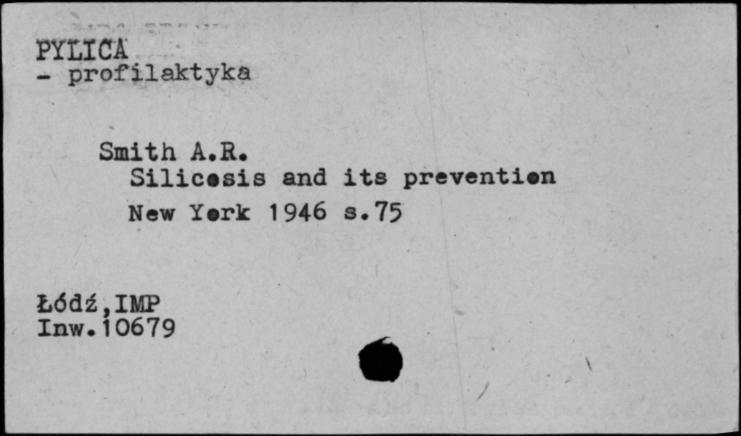 PYLICA
- profilaktyka
Smith A.R.
Silicosis and its prevention
New York 1946 s.75
Łódź,IMP
Inw.10679